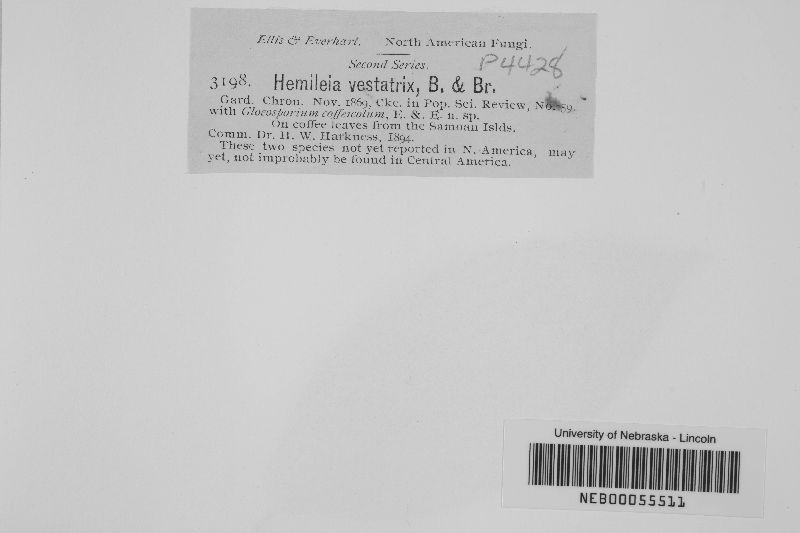 Ellis & Everhart. North American Fungi.
Second Series.
P4428
3198. Hemileia vestatrix, B. & Br.
Gard. Chron. Nov. 1869, Cke. in Pop. Sci. Review, No. 59.
with Glocosporium coffeicolum, E. &. E. n. sp.
On coffee leaves from the Samoan Islds.
Comm. Dr. H. W. Harkness, 1894.
These two species not yet reported in N. America, may
yet, not improbably be found in Central America.
University of Nebraska - Lincoln
NEB00055511